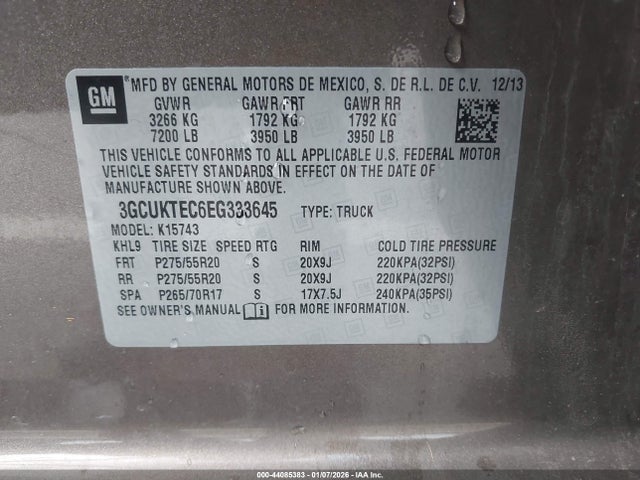 GM
MFD BY GENERAL MOTORS DE MEXICO, S. DE R.L. DE C.V. 12/13
GVWR GAWR FRT GAWR RR
3266 KG 1792 KG 1792 KG
7200 LB 3950 LB 3950 LB
THIS VEHICLE CONFORMS TO ALL APPLICABLE U.S. FEDERAL MOTOR
VEHICLE SAFETY STANDARDS IN EFFECT ON THE DATE OF
MANUFACTURE SHOWN ABOVE.
3GCUKTEC6EG333645 TYPE: TRUCK
MODEL: K15743
KHL9 TIRE SIZE SPEED RTG RIM COLD TIRE PRESSURE
FRT P275/55R20 S 20X9J 220KPA(32PSI)
RR P275/55R20 S 20X9J 220KPA(32PSI)
SPA P265/70R17 S 17X7.5J 240KPA(35PSI)
SEE OWNER'S MANUAL i FOR MORE INFORMATION.
000-44085383 - 01/07/2026 - IAA Inc.